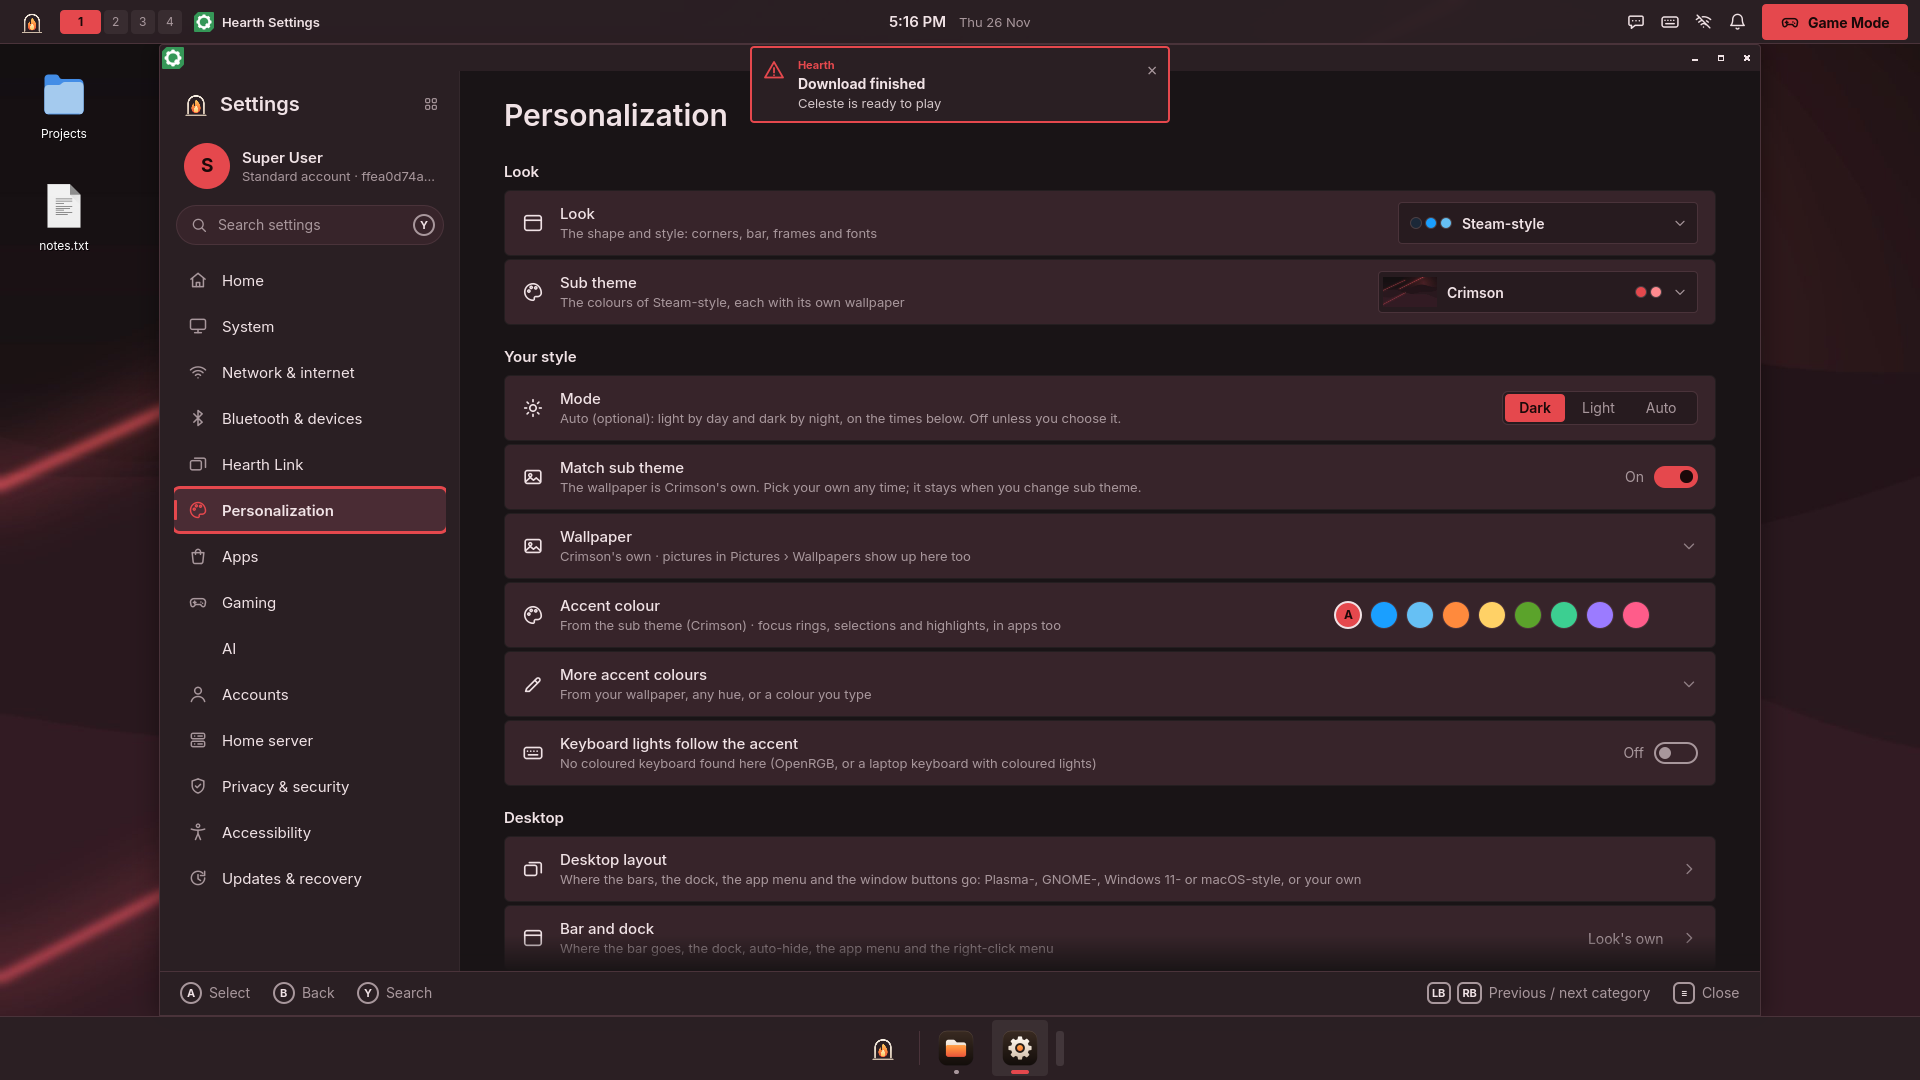 1 2 3 4 Hearth Settings
5:16 PM Thu 26 Nov
Game Mode
Hearth
Download finished
Celeste is ready to play
Projects
notes.txt
Settings
S
Super User
Standard account · ffea0d74a...
Search settings Y
Home
System
Network & internet
Bluetooth & devices
Hearth Link
Personalization
Apps
Gaming
AI
Accounts
Home server
Privacy & security
Accessibility
Updates & recovery
Personalization
Look
Look
The shape and style: corners, bar, frames and fonts
Steam-style
Sub theme
The colours of Steam-style, each with its own wallpaper
Crimson
Your style
Mode
Auto (optional): light by day and dark by night, on the times below. Off unless you choose it.
Dark Light Auto
Match sub theme
The wallpaper is Crimson's own. Pick your own any time; it stays when you change sub theme.
On
Wallpaper
Crimson's own · pictures in Pictures › Wallpapers show up here too
Accent colour
From the sub theme (Crimson) · focus rings, selections and highlights, in apps too
A
More accent colours
From your wallpaper, any hue, or a colour you type
Keyboard lights follow the accent
No coloured keyboard found here (OpenRGB, or a laptop keyboard with coloured lights)
Off
Desktop
Desktop layout
Where the bars, the dock, the app menu and the window buttons go: Plasma-, GNOME-, Windows 11- or macOS-style, or your own
Bar and dock
Where the bar goes, the dock, auto-hide, the app menu and the right-click menu
Look's own
A Select B Back Y Search
LB RB Previous / next category Close